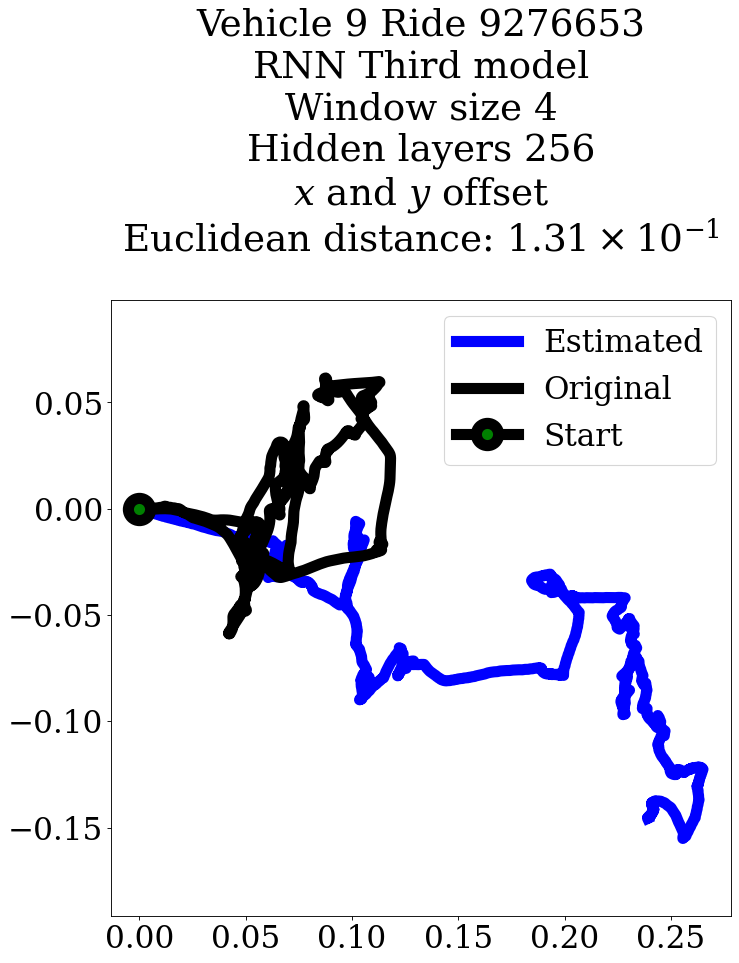 Vehicle 9 Ride 9276653
RNN Third model
Window size 4
Hidden layers 256
x and y offset
Euclidean distance: 1.31 × 10⁻¹
Estimated
Original
Start
0.05
0.00
−0.05
−0.10
−0.15
0.00 0.05 0.10 0.15 0.20 0.25